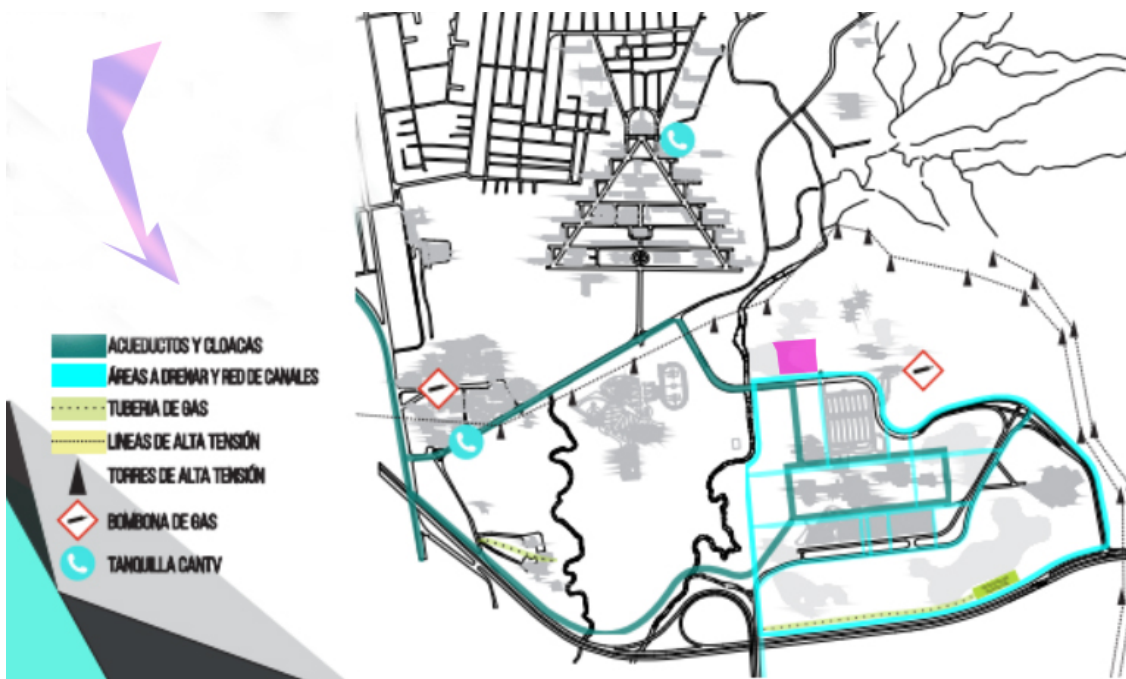 ACUEDUCTOS Y CLOACAS
ÁREAS A DRENAR Y RED DE CANALES
TUBERIA DE GAS
LINEAS DE ALTA TENSIÓN
TORRES DE ALTA TENSIÓN
BOMBONA DE GAS
TANQUILLA CANTV